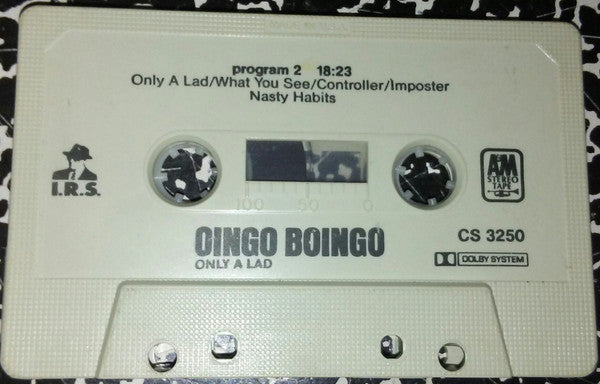 program 2 18:23
Only A Lad/What You See/Controller/Imposter
Nasty Habits
I.R.S.
A&M
STEREO
TAPE
100 50 0
OINGO BOINGO
ONLY A LAD
CS 3250
DOLBY SYSTEM